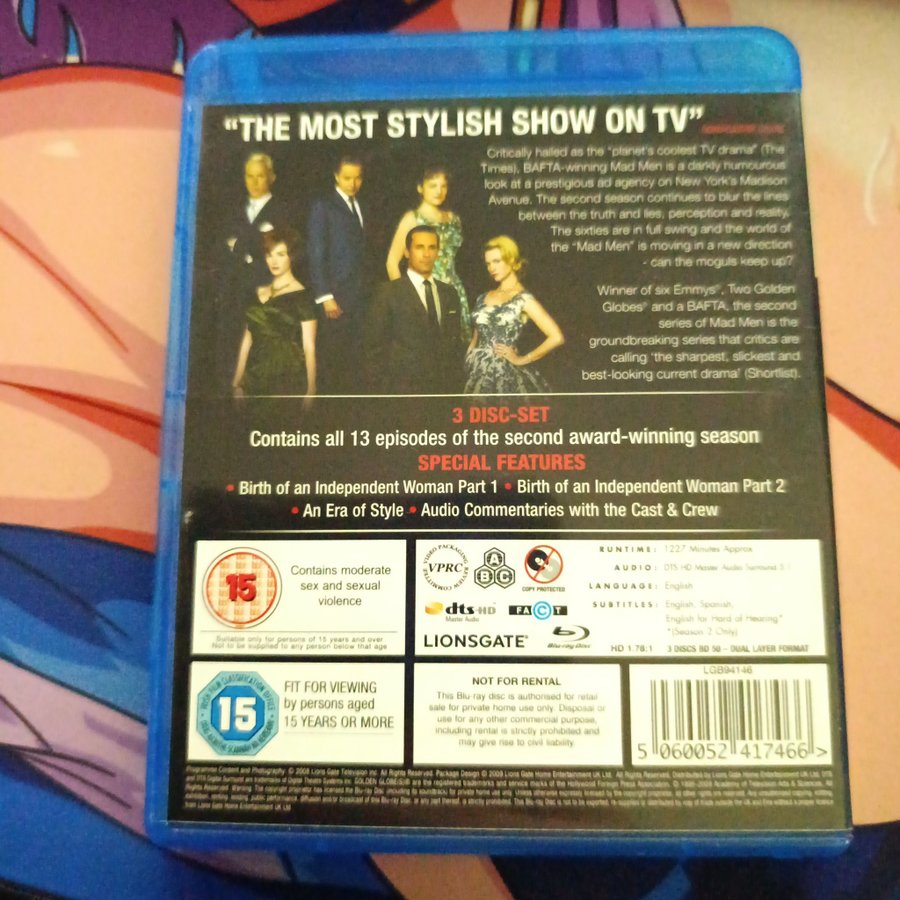 “THE MOST STYLISH SHOW ON TV”
Critically hailed as the “planet’s coolest TV drama” (The
Times), BAFTA-winning Mad Men is a darkly humourous
look at a prestigious ad agency on New York’s Madison
Avenue. The second season continues to blur the lines
between the truth and lies, perception and reality.
The sixties are in full swing and the world of
the “Mad Men” is moving in a new direction
- can the moguls keep up?
Winner of six Emmys®, Two Golden
Globes® and a BAFTA, the second
series of Mad Men is the
groundbreaking series that critics are
calling ‘the sharpest, slickest and
best-looking current drama’ (Shortlist).
3 DISC-SET
Contains all 13 episodes of the second award-winning season
SPECIAL FEATURES
• Birth of an Independent Woman Part 1 • Birth of an Independent Woman Part 2
• An Era of Style • Audio Commentaries with the Cast & Crew
15
Contains moderate
sex and sexual
violence
Suitable only for persons of 15 years and over
Not to be supplied to any person below that age
VIDEO PACKAGING REVIEW COMMITTEE
VPRC
ABC
COPY PROTECTED
dts-HD
Master Audio
FACT
LIONSGATE®
Blu-ray Disc
RUNTIME: 1227 Minutes Approx
AUDIO: DTS HD Master Audio Surround 5.1
LANGUAGE: English
SUBTITLES: English, Spanish,
English for Hard of Hearing*
*(Season 2 Only)
HD 1.78:1 3 DISCS BD 50 – DUAL LAYER FORMAT
IRISH FILM CLASSIFICATION OFFICE
15
FIT FOR VIEWING
by persons aged
15 YEARS OR MORE
NOT FOR RENTAL
This Blu-ray disc is authorised for retail
sale for private home use only. Disposal or
use for any other commercial purpose,
including rental is strictly prohibited and
may give rise to civil liability.
LGB94146
5 060052 417466 >